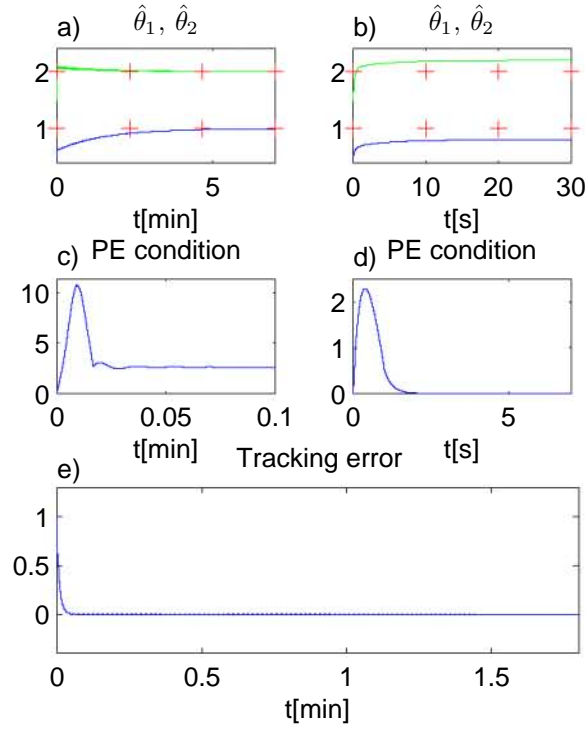 a) θ̂₁, θ̂₂
2
1
0 5
t[min]
b) θ̂₁, θ̂₂
2
1
0 10 20 30
t[s]
c) PE condition
10
5
0
0 0.05 0.1
t[min]
d) PE condition
2
1
0
0 5
t[s]
e) Tracking error
1
0.5
0
0 0.5 1 1.5
t[min]